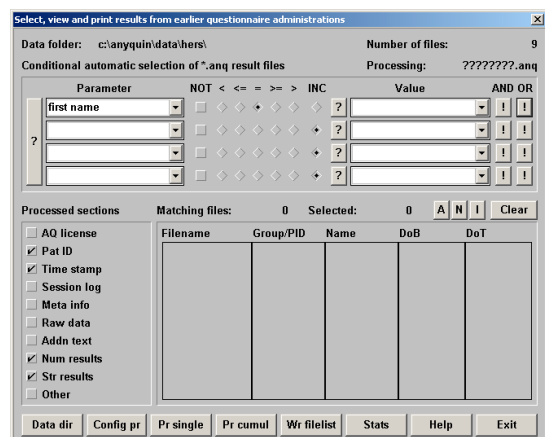 Select, view and print results from earlier questionnaire administrations
Data folder: c:\anyquin\data\hers\ Number of files: 9
Conditional automatic selection of *.anq result files Processing: ????????.anq
Parameter NOT < <= = >= > INC Value AND OR
first name ? ! !
? ! !
?
? ! !
? ! !
Processed sections Matching files: 0 Selected: 0 A N I Clear
AQ license Filename Group/PID Name DoB DoT
Pat ID
Time stamp
Session log
Meta info
Raw data
Addn text
Num results
Str results
Other
Data dir Config pr Pr single Pr cumul Wr filelist Stats Help Exit